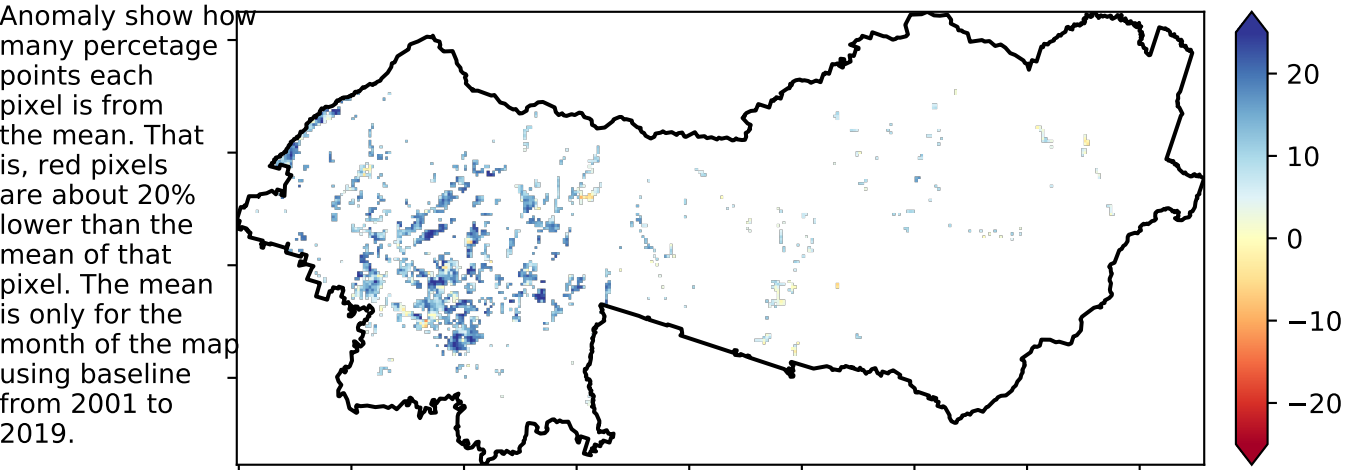 Anomaly show how
many percetage
points each
pixel is from
the mean. That
is, red pixels
are about 20%
lower than the
mean of that
pixel. The mean
is only for the
month of the map
using baseline
from 2001 to
2019.
20
10
0
−10
−20